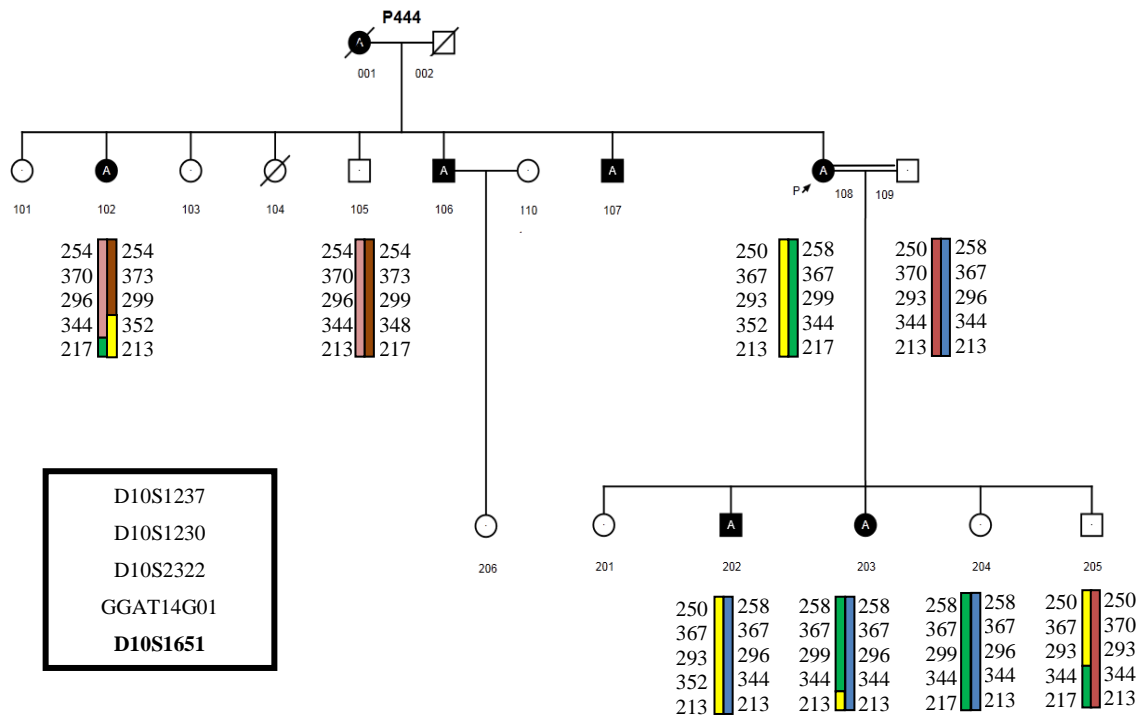 P444
A
001 002
A A A A
101 102 103 104 105 106 110 107 P 108 109
254 254 254 254 250 258 250 258
370 373 370 373 367 367 370 367
296 299 296 299 293 299 293 296
344 352 344 348 352 344 344 344
217 213 213 217 213 217 213 213
D10S1237
D10S1230
D10S2322
GGAT14G01
D10S1651
A A
206 201 202 203 204 205
250 258 258 258 258 258 250 250
367 367 367 367 367 367 367 370
293 296 299 296 299 296 293 293
352 344 344 344 344 344 344 344
213 213 213 213 217 213 217 213